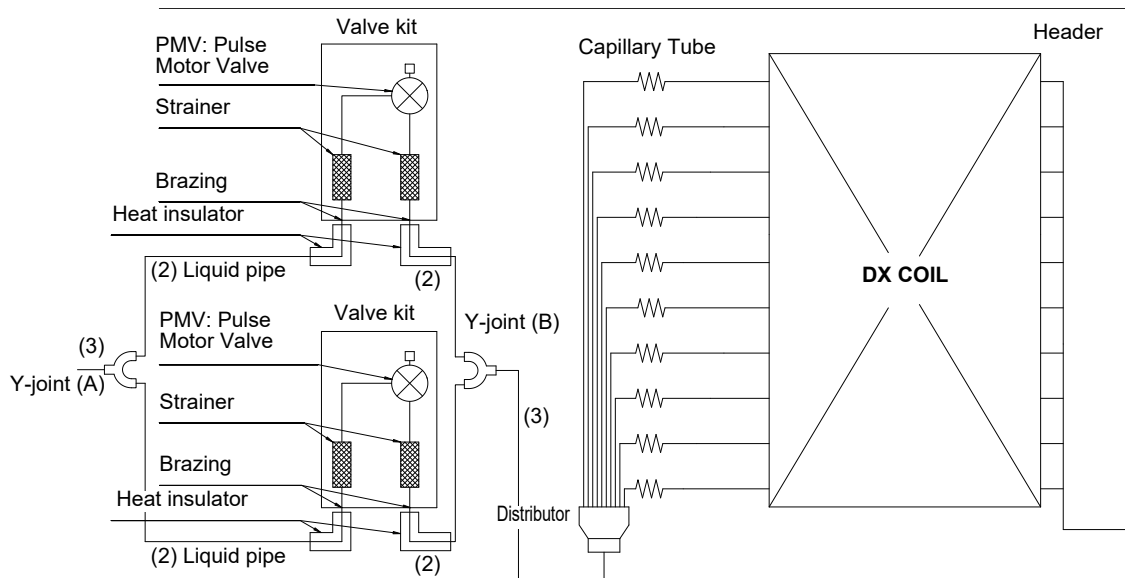 Valve kit
PMV: Pulse
Motor Valve
Strainer
Brazing
Heat insulator
(2) Liquid pipe
(2)
Valve kit
PMV: Pulse
Motor Valve
Y-joint (B)
(3)
Y-joint (A)
Strainer
(3)
Brazing
Heat insulator
(2) Liquid pipe
(2)
Capillary Tube
Header
DX COIL
Distributor